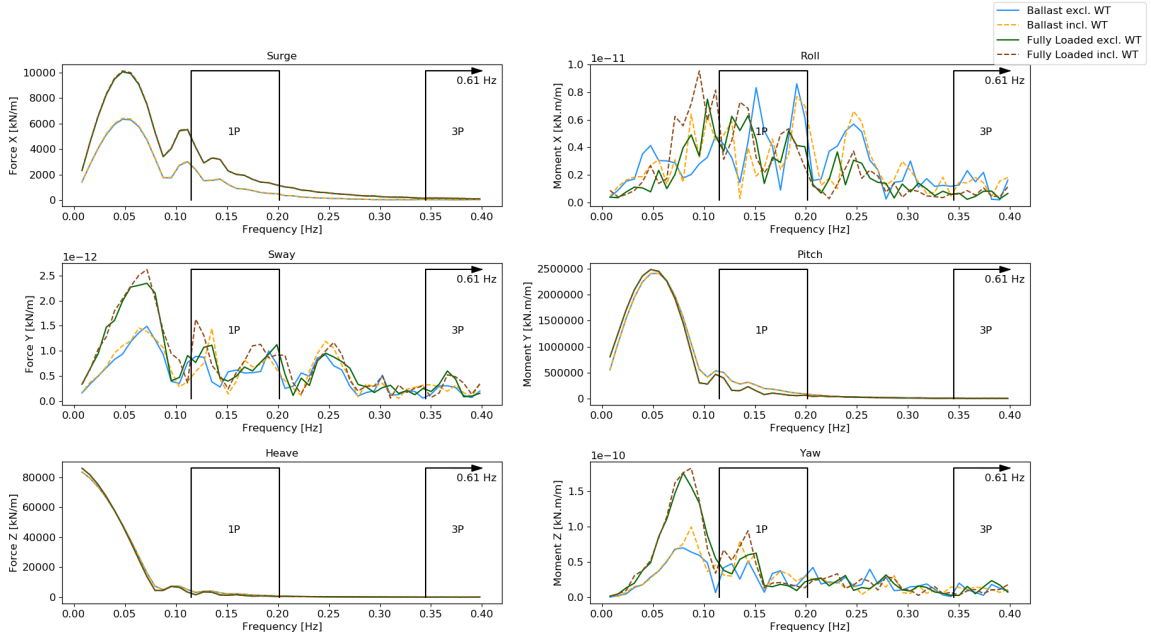 Ballast excl. WT
Ballast incl. WT
Fully Loaded excl. WT
Fully Loaded incl. WT
Surge
Force X [kN/m]
10000
8000
6000
4000
2000
0
1P
3P
0.61 Hz
0.00 0.05 0.10 0.15 0.20 0.25 0.30 0.35 0.40
Frequency [Hz]
Roll
1e−11
Moment X [kN.m/m]
1.0
0.8
0.6
0.4
0.2
0.0
1P
3P
0.61 Hz
0.00 0.05 0.10 0.15 0.20 0.25 0.30 0.35 0.40
Frequency [Hz]
Sway
1e−12
Force Y [kN/m]
2.5
2.0
1.5
1.0
0.5
0.0
1P
3P
0.61 Hz
0.00 0.05 0.10 0.15 0.20 0.25 0.30 0.35 0.40
Frequency [Hz]
Pitch
Moment Y [kN.m/m]
2500000
2000000
1500000
1000000
500000
0
1P
3P
0.61 Hz
0.00 0.05 0.10 0.15 0.20 0.25 0.30 0.35 0.40
Frequency [Hz]
Heave
Force Z [kN/m]
80000
60000
40000
20000
0
1P
3P
0.61 Hz
0.00 0.05 0.10 0.15 0.20 0.25 0.30 0.35 0.40
Frequency [Hz]
Yaw
1e−10
Moment Z [kN.m/m]
1.5
1.0
0.5
0.0
1P
3P
0.61 Hz
0.00 0.05 0.10 0.15 0.20 0.25 0.30 0.35 0.40
Frequency [Hz]